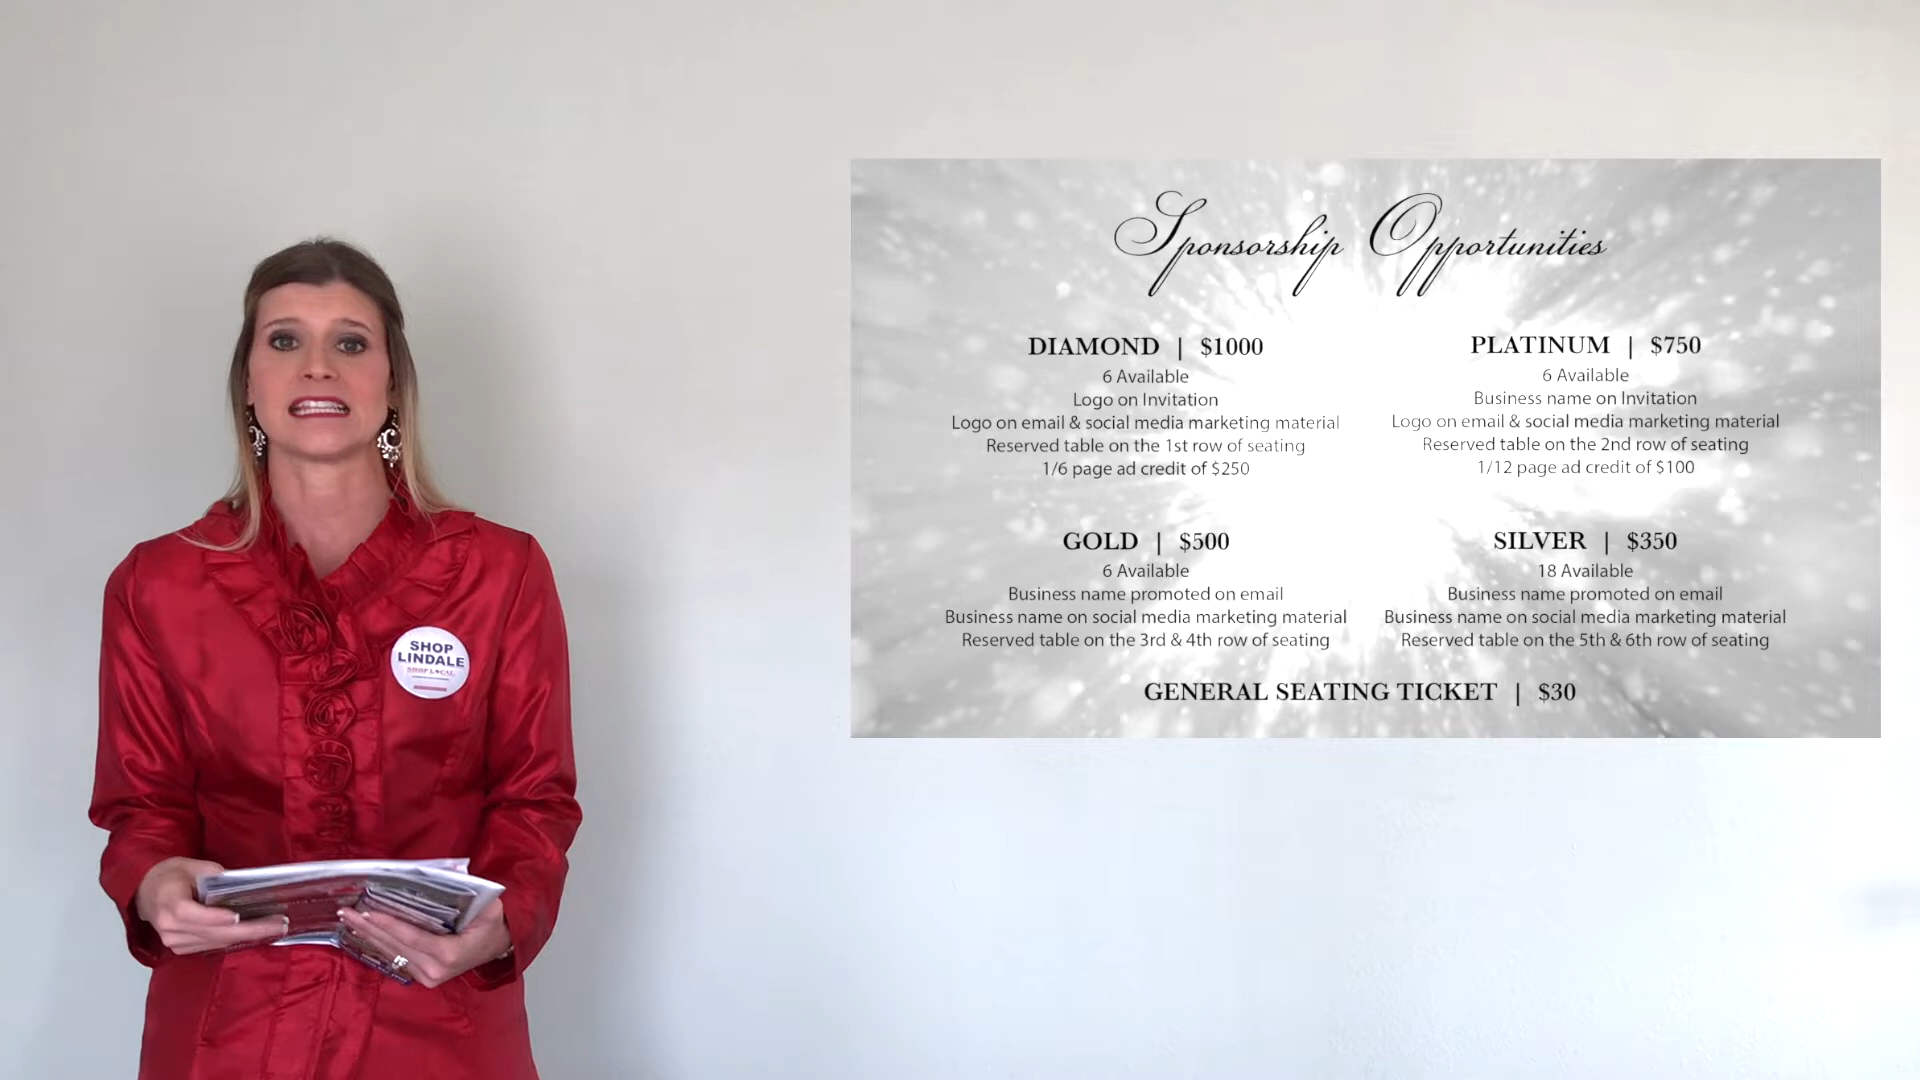 Sponsorship Opportunities
DIAMOND | $1000
6 Available
Logo on Invitation
Logo on email & social media marketing material
Reserved table on the 1st row of seating
1/6 page ad credit of $250
PLATINUM | $750
6 Available
Business name on Invitation
Logo on email & social media marketing material
Reserved table on the 2nd row of seating
1/12 page ad credit of $100
GOLD | $500
6 Available
Business name promoted on email
Business name on social media marketing material
Reserved table on the 3rd & 4th row of seating
SILVER | $350
18 Available
Business name promoted on email
Business name on social media marketing material
Reserved table on the 5th & 6th row of seating
GENERAL SEATING TICKET | $30
SHOP
LINDALE
SHOP LOCAL